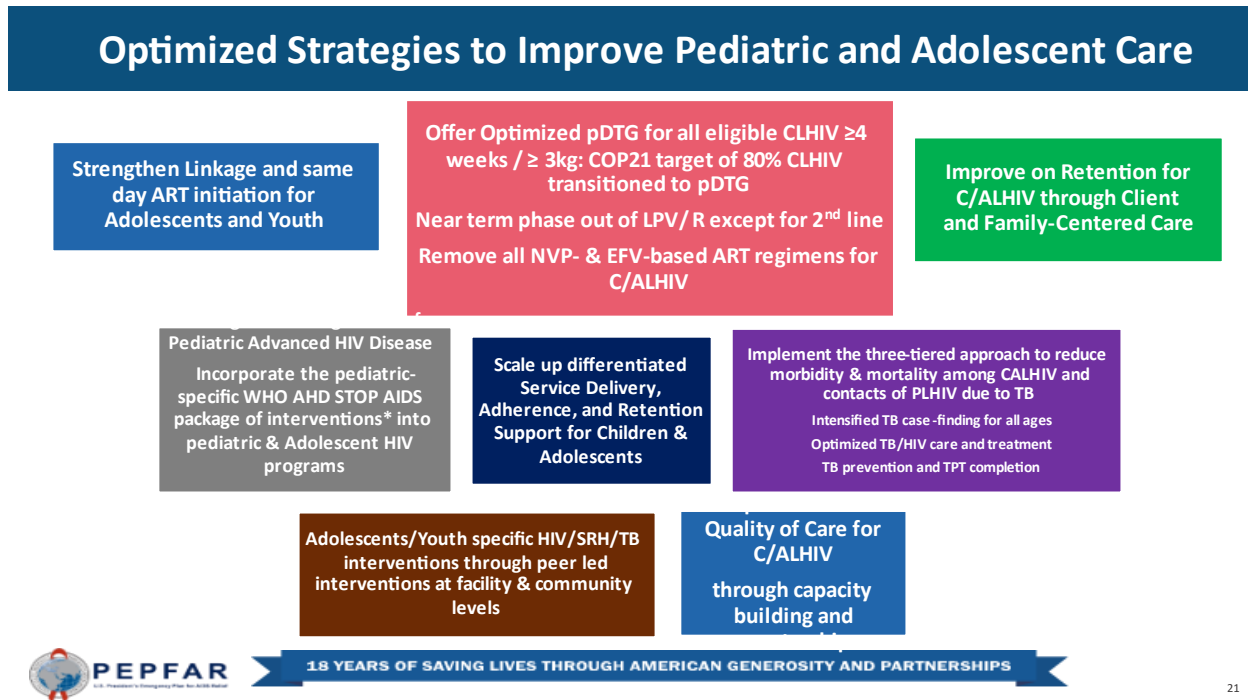 Optimized Strategies to Improve Pediatric and Adolescent Care
Strengthen Linkage and same
day ART initiation for
Adolescents and Youth
Offer Optimized pDTG for all eligible CLHIV ≥4
weeks / ≥ 3kg: COP21 target of 80% CLHIV
transitioned to pDTG
Near term phase out of LPV/ R except for 2nd line
Remove all NVP- & EFV-based ART regimens for
C/ALHIV
Improve on Retention for
C/ALHIV through Client
and Family-Centered Care
Pediatric Advanced HIV Disease
Incorporate the pediatric-
specific WHO AHD STOP AIDS
package of interventions* into
pediatric & Adolescent HIV
programs
Scale up differentiated
Service Delivery,
Adherence, and Retention
Support for Children &
Adolescents
Implement the three-tiered approach to reduce
morbidity & mortality among CALHIV and
contacts of PLHIV due to TB
Intensified TB case -finding for all ages
Optimized TB/HIV care and treatment
TB prevention and TPT completion
Adolescents/Youth specific HIV/SRH/TB
interventions through peer led
interventions at facility & community
levels
Quality of Care for
C/ALHIV
through capacity
building and
PEPFAR
U.S. President's Emergency Plan for AIDS Relief
18 YEARS OF SAVING LIVES THROUGH AMERICAN GENEROSITY AND PARTNERSHIPS
21